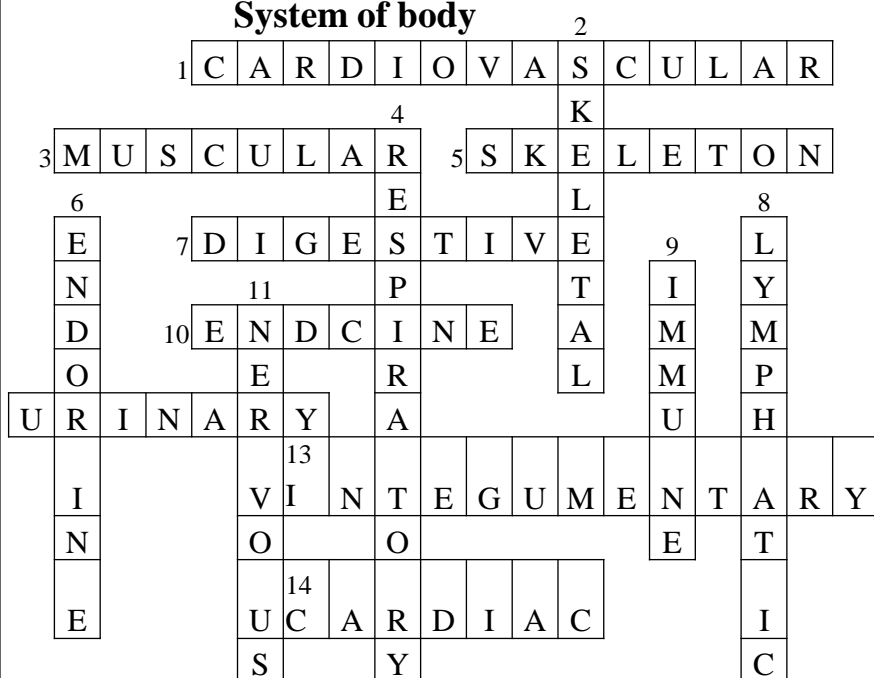 System of body
2
1 C A R D I O V A S C U L A R
4 K
3 M U S C U L A R 5 S K E L E T O N
6 E L 8
E 7 D I G E S T I V E 9 L
N 11 P T I Y
D 10 E N D C I N E A M M
O E R L M P
U R I N A R Y A U H
13
I V I N T E G U M E N T A R Y
N O O E T
14
E U C A R D I A C I
S Y C